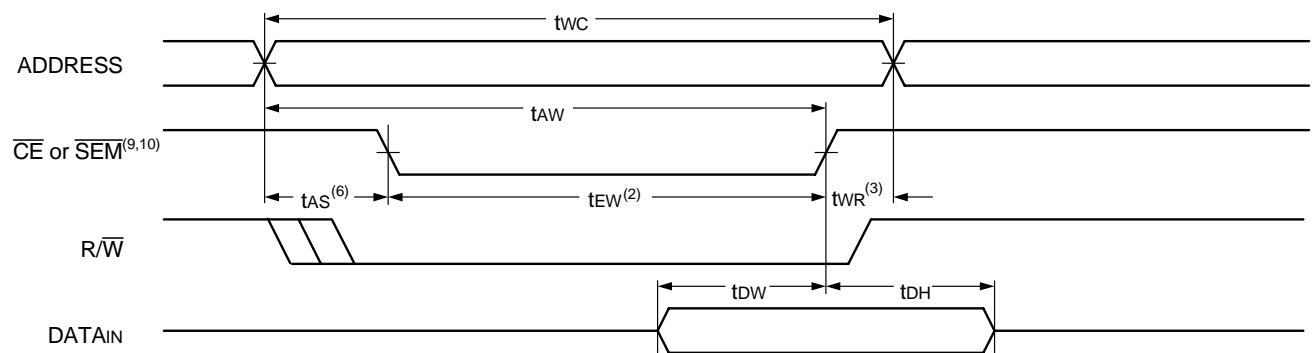 tWC
ADDRESS
tAW
CE or SEM(9,10)
tAS(6)
tEW(2)
tWR(3)
R/W
tDW
tDH
DATAIN